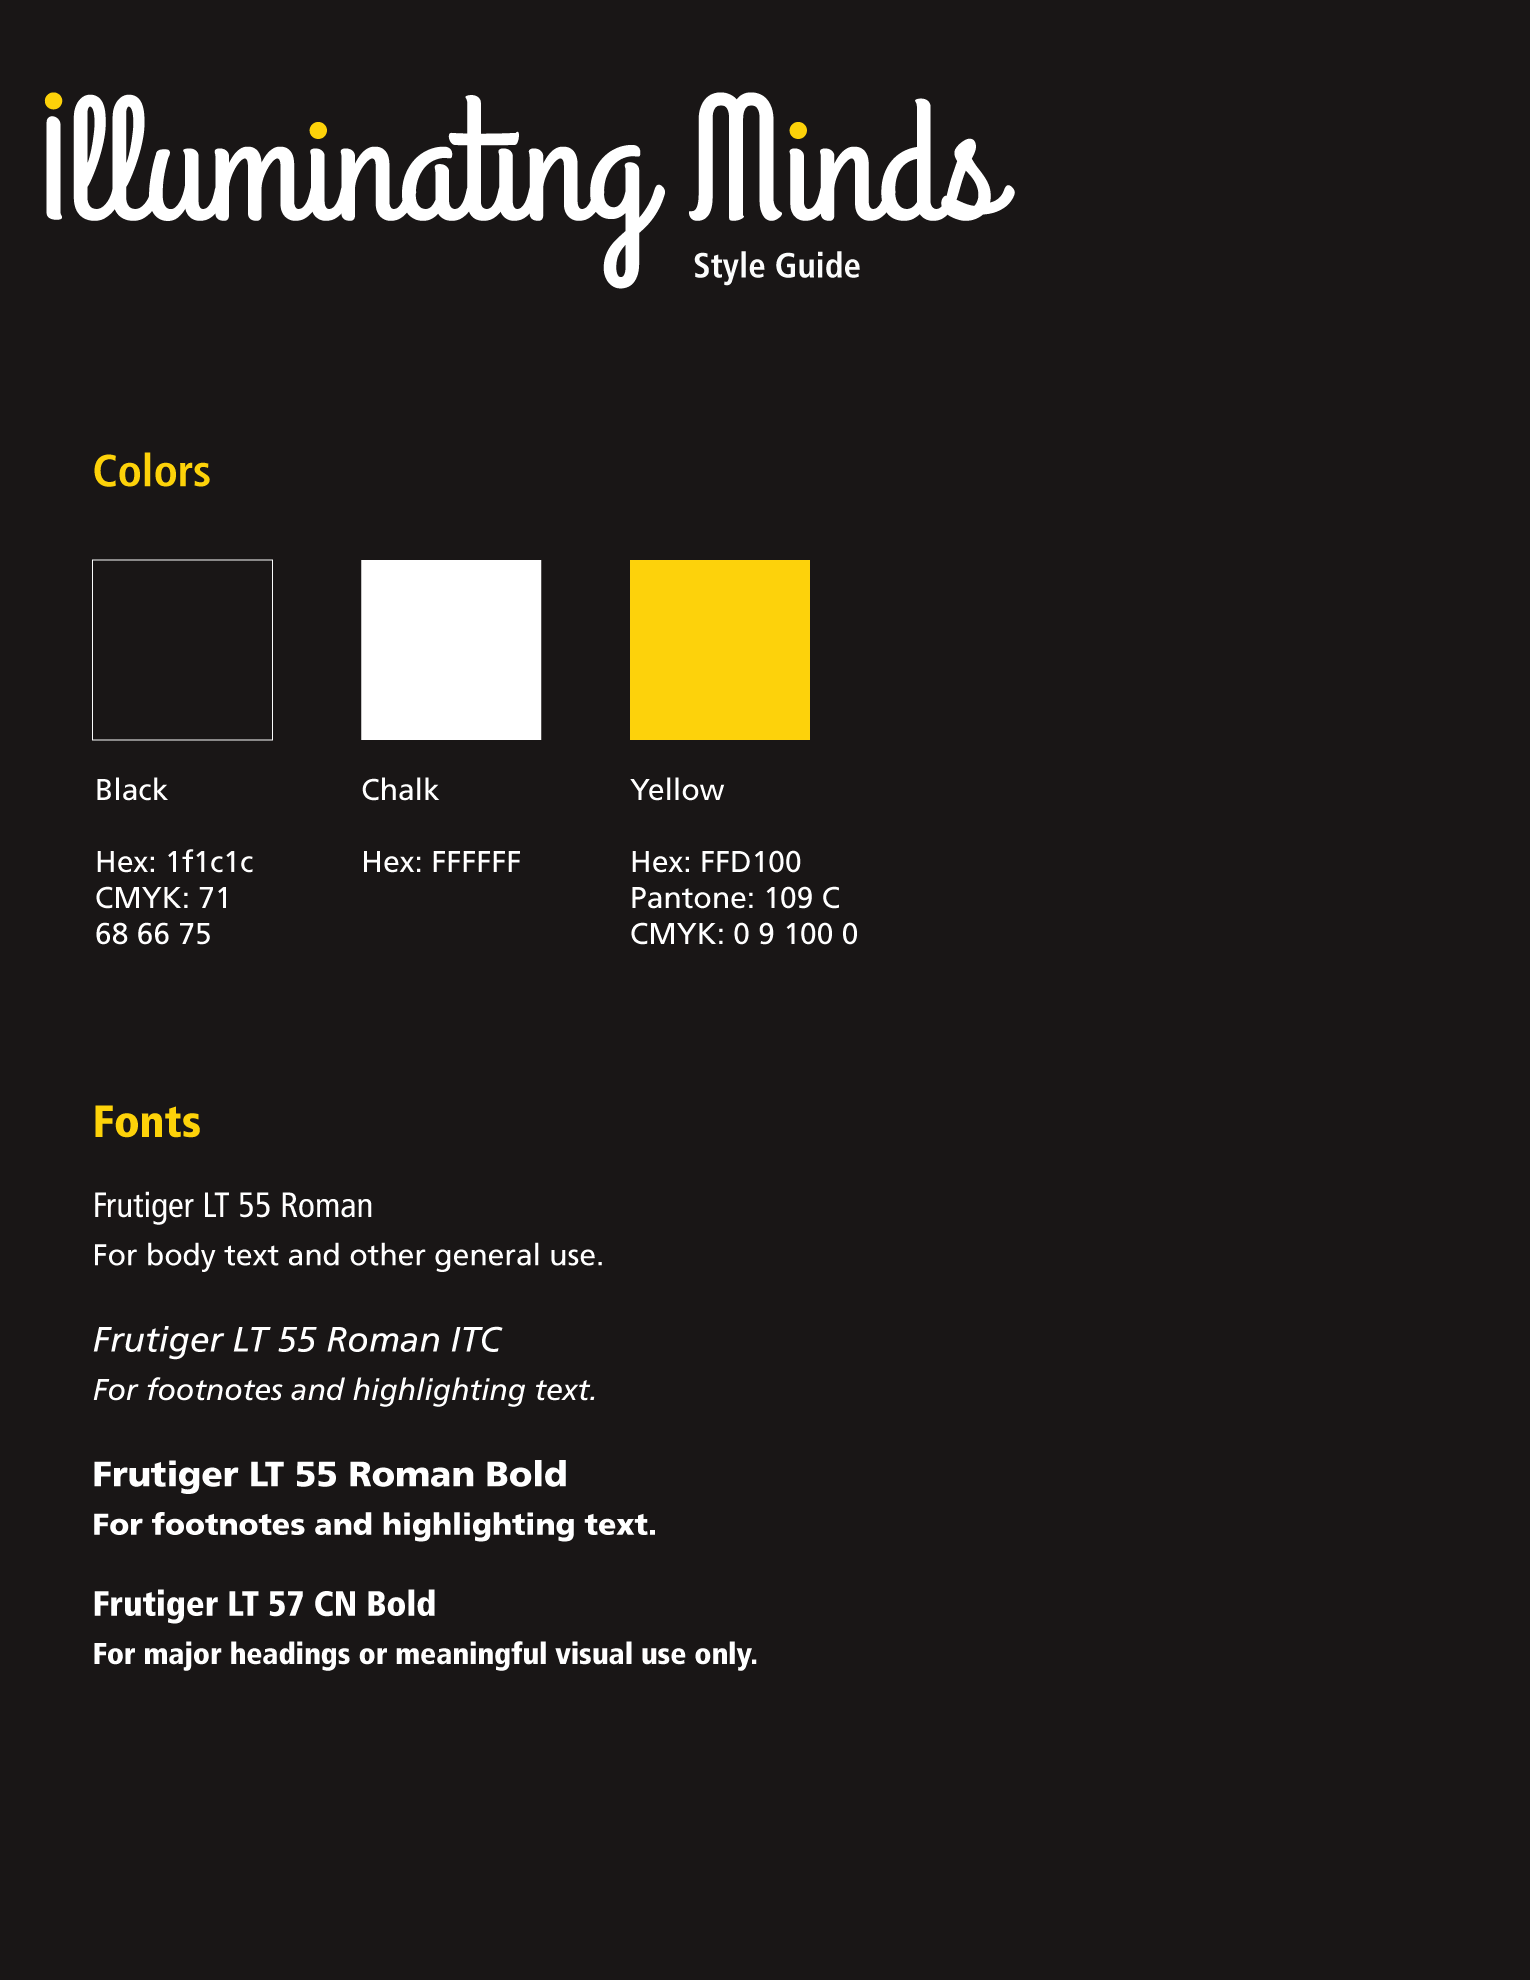 illuminating Minds
Style Guide
Colors
Black
Hex: 1f1c1c
CMYK: 71
68 66 75
Chalk
Hex: FFFFFF
Yellow
Hex: FFD100
Pantone: 109 C
CMYK: 0 9 100 0
Fonts
Frutiger LT 55 Roman
For body text and other general use.
Frutiger LT 55 Roman ITC
For footnotes and highlighting text.
Frutiger LT 55 Roman Bold
For footnotes and highlighting text.
Frutiger LT 57 CN Bold
For major headings or meaningful visual use only.